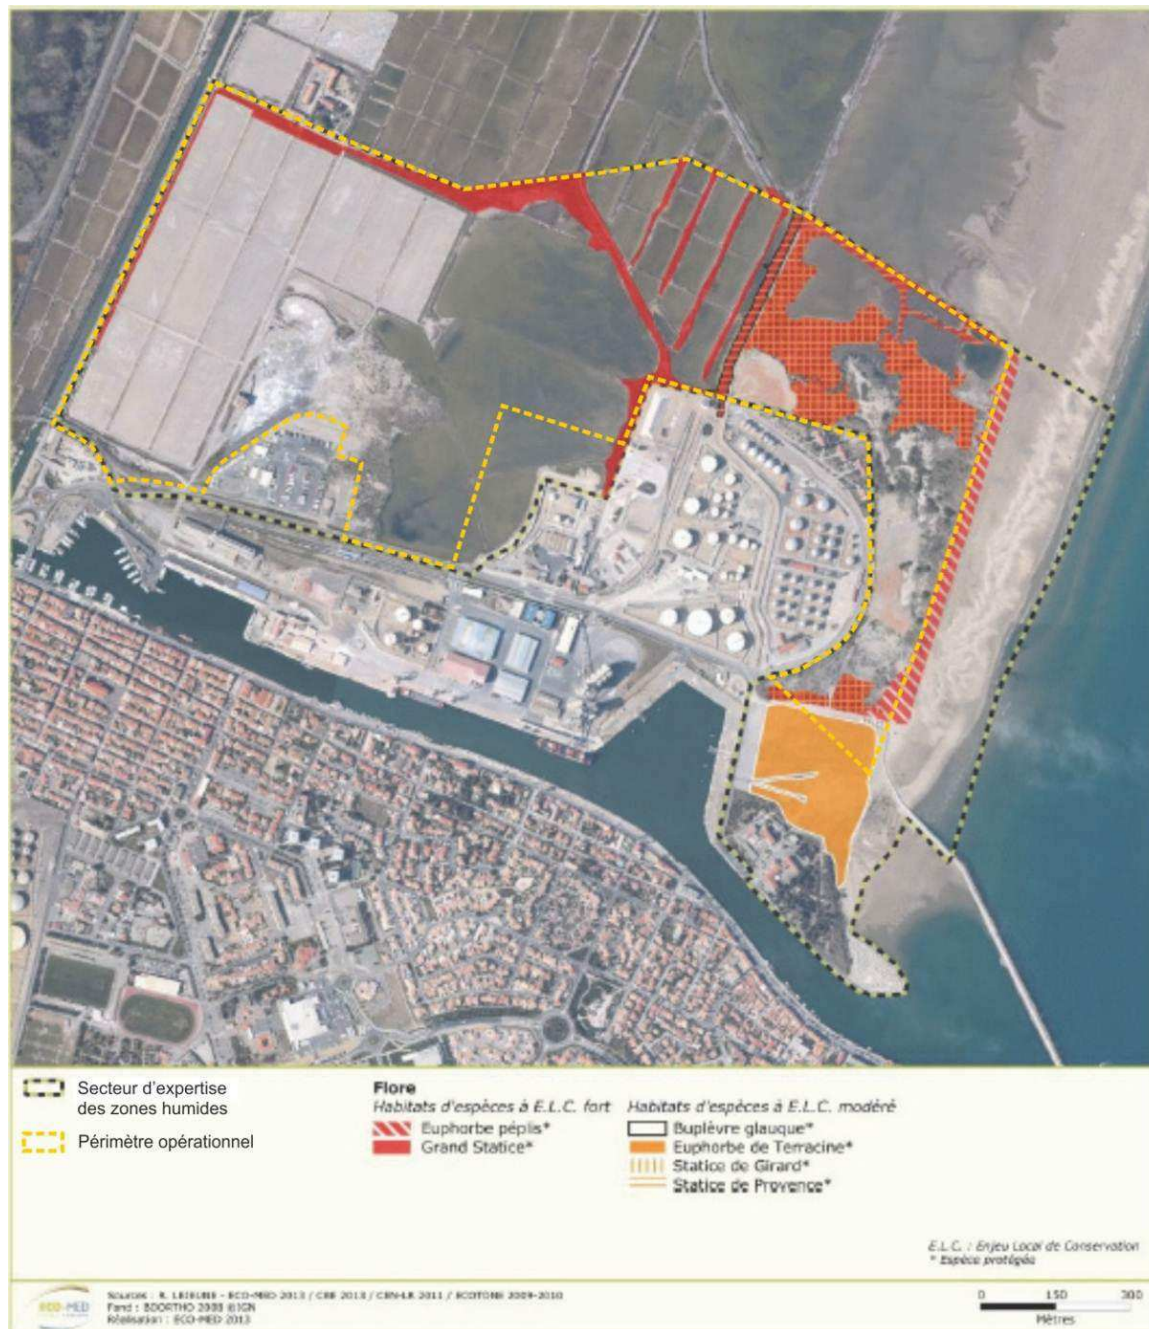 Secteur d'expertise
des zones humides
Périmètre opérationnel
Flore
Habitats d'espèces à E.L.C. fort
Euphorbe péplis*
Grand Statice*
Habitats d'espèces à E.L.C. modéré
Buplèvre glauque*
Euphorbe de Terracine*
Statice de Girard*
Statice de Provence*
E.L.C. : Enjeu Local de Conservation
* Espèce protégée
ECO-MED
Sources : R. LEJEUNE - ECO-MED 2013 / CBE 2013 / CEN-LR 2011 / ECOTONE 2009-2010
Fond : BDORTHO 2008 ©IGN
Réalisation : ECO-MED 2013
0 150 300
Mètres